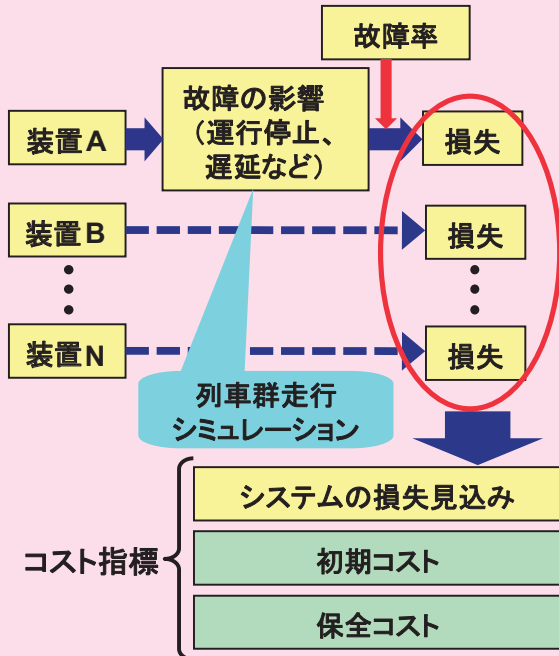 故障率
装置A
故障の影響
（運行停止、
遅延など）
損失
装置B
損失
装置N
損失
列車群走行
シミュレーション
コスト指標
システムの損失見込み
初期コスト
保全コスト